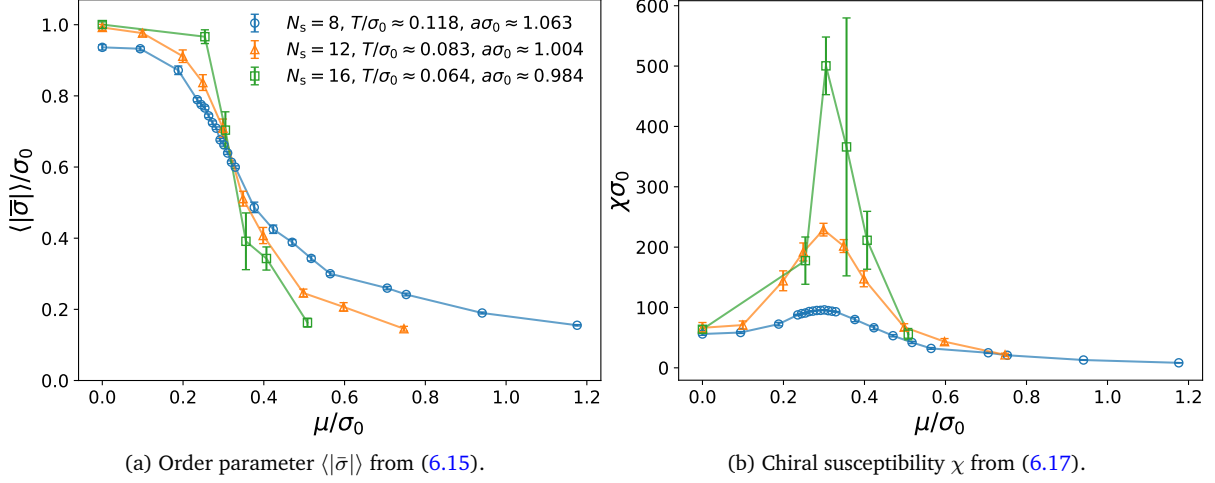 1.0
0.8
0.6
0.4
0.2
0.0
⟨|σ̅|⟩/σ₀
Nₛ = 8, T/σ₀ ≈ 0.118, aσ₀ ≈ 1.063
Nₛ = 12, T/σ₀ ≈ 0.083, aσ₀ ≈ 1.004
Nₛ = 16, T/σ₀ ≈ 0.064, aσ₀ ≈ 0.984
0.0 0.2 0.4 0.6 0.8 1.0 1.2
μ/σ₀
(a) Order parameter ⟨|σ̄|⟩ from (6.15).
600
500
400
300
200
100
0
χσ₀
0.0 0.2 0.4 0.6 0.8 1.0 1.2
μ/σ₀
(b) Chiral susceptibility χ from (6.17).